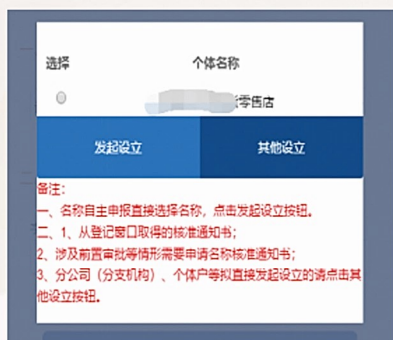 选择 个体名称
零售店
发起设立 其他设立
备注：
一、名称自主申报直接选择名称，点击发起设立按钮。
二、1、从登记窗口取得的核准通知书；
2、涉及前置审批等情形需要申请名称核准通知书；
3、分公司（分支机构）、个体户等拟直接发起设立的请点击其
他设立按钮。